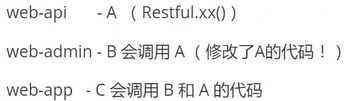 web-api - A （ Restful.xx() ）
web-admin - B 会调用 A （ 修改了A的代码！ ）
web-app - C 会调用 B 和 A 的代码